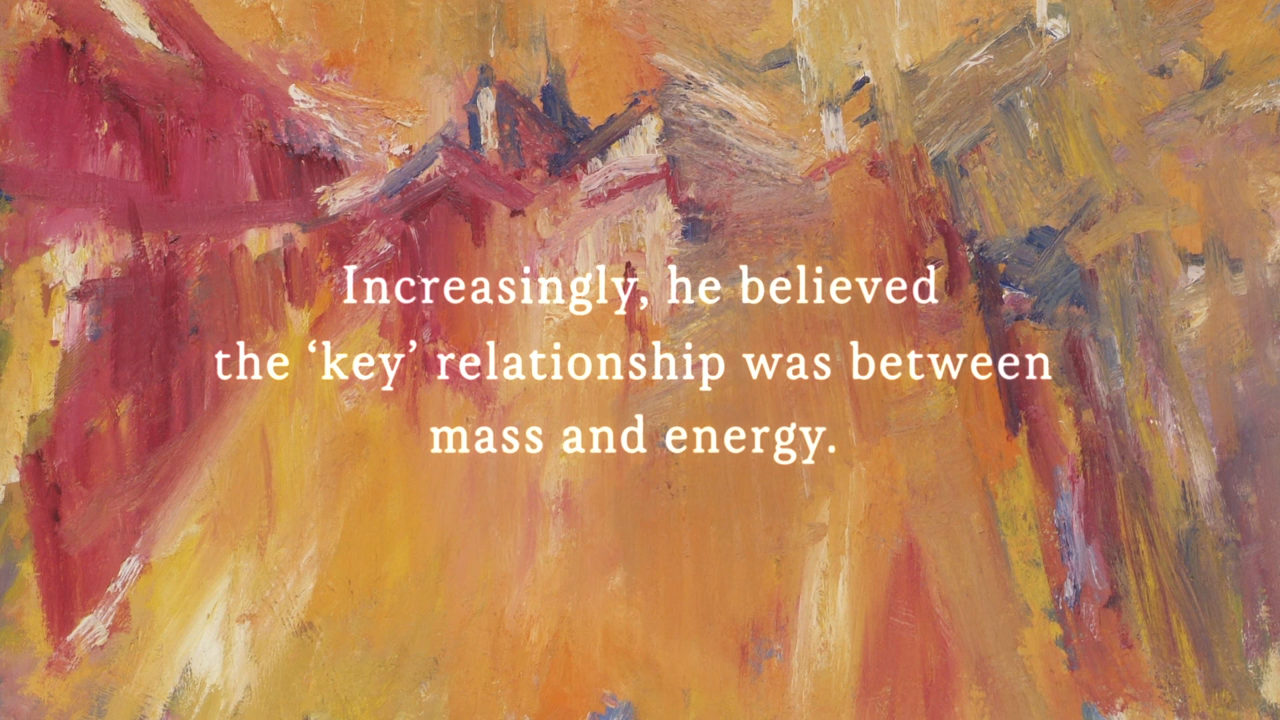 Increasingly, he believed
the ‘key’ relationship was between
mass and energy.